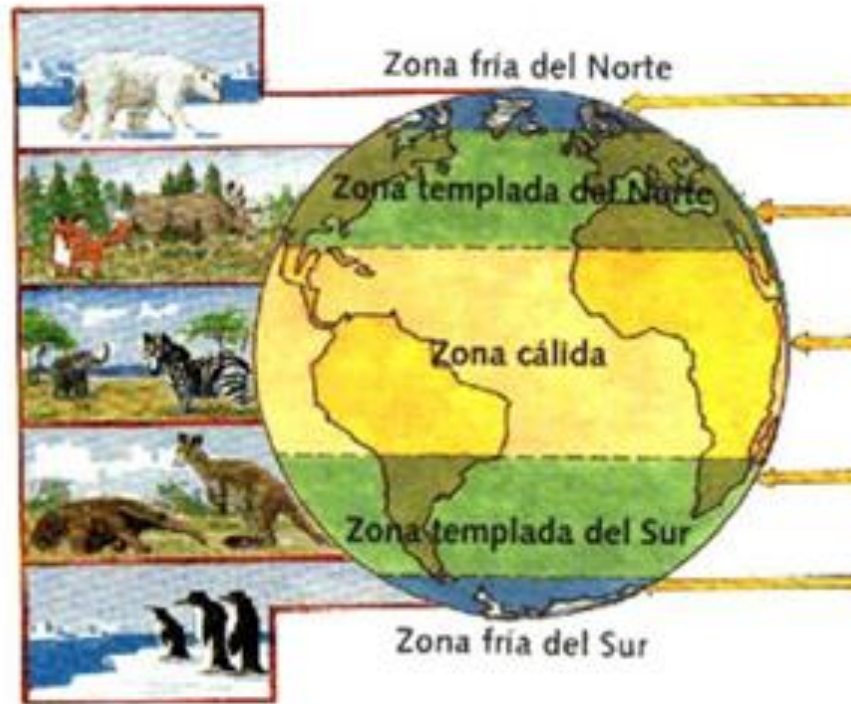 Zona fría del Norte
Zona templada del Norte
Zona cálida
Zona templada del Sur
Zona fría del Sur